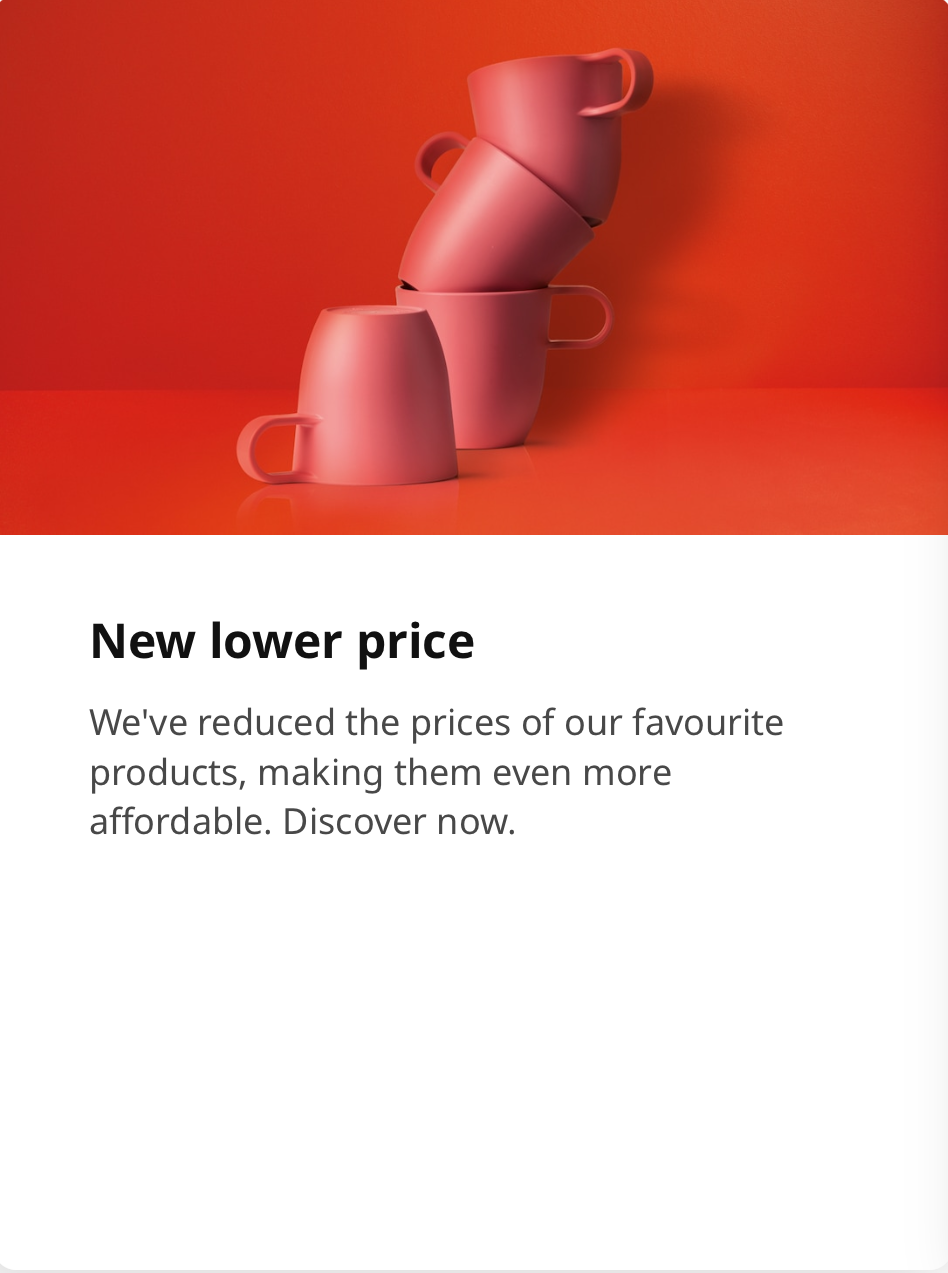 New lower price
We've reduced the prices of our favourite
products, making them even more
affordable. Discover now.